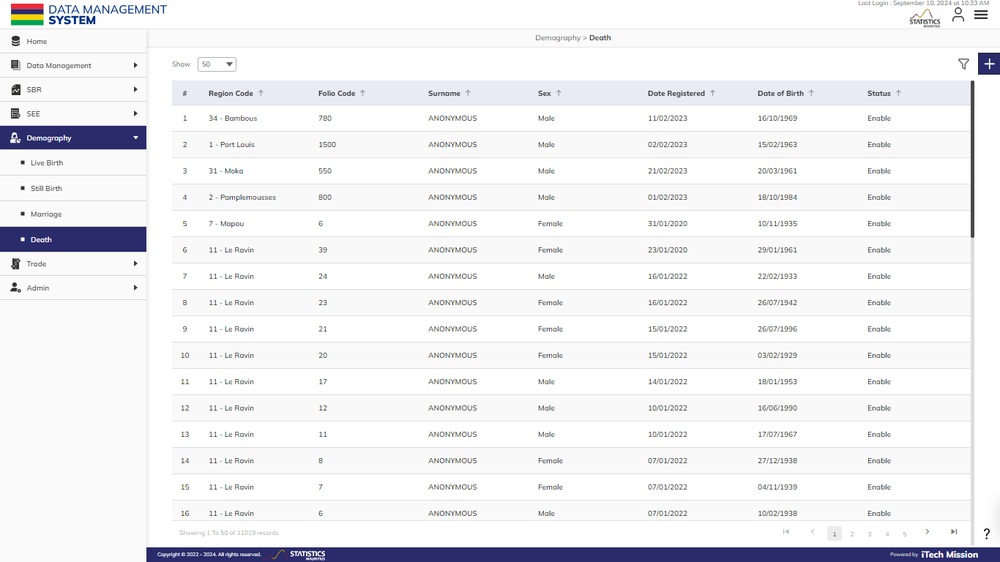 Last Login : September 10, 2024 at 10:33 AM
DATA MANAGEMENT
SYSTEM
STATISTICS
MAURITIUS
Home
Data Management
SBR
SEE
Demography
Live Birth
Still Birth
Marriage
Death
Trade
Admin
Demography > Death
Show 50
# Region Code Folio Code Surname Sex Date Registered Date of Birth Status
1 34 - Bambous 780 ANONYMOUS Male 11/02/2023 16/10/1969 Enable
2 1 - Port Louis 1500 ANONYMOUS Male 02/02/2023 15/02/1963 Enable
3 31 - Moka 550 ANONYMOUS Male 21/02/2023 20/03/1961 Enable
4 2 - Pamplemousses 800 ANONYMOUS Male 01/02/2023 18/10/1984 Enable
5 7 - Mapou 6 ANONYMOUS Female 31/01/2020 10/11/1935 Enable
6 11 - Le Ravin 39 ANONYMOUS Female 23/01/2020 29/01/1961 Enable
7 11 - Le Ravin 24 ANONYMOUS Male 16/01/2022 22/02/1933 Enable
8 11 - Le Ravin 23 ANONYMOUS Female 16/01/2022 26/07/1942 Enable
9 11 - Le Ravin 21 ANONYMOUS Female 15/01/2022 26/07/1996 Enable
10 11 - Le Ravin 20 ANONYMOUS Female 15/01/2022 03/02/1929 Enable
11 11 - Le Ravin 17 ANONYMOUS Male 14/01/2022 18/01/1953 Enable
12 11 - Le Ravin 12 ANONYMOUS Male 10/01/2022 16/06/1990 Enable
13 11 - Le Ravin 11 ANONYMOUS Male 10/01/2022 17/07/1967 Enable
14 11 - Le Ravin 8 ANONYMOUS Female 07/01/2022 27/12/1938 Enable
15 11 - Le Ravin 7 ANONYMOUS Female 07/01/2022 04/11/1939 Enable
16 11 - Le Ravin 6 ANONYMOUS Male 07/01/2022 10/02/1938 Enable
Showing 1 To 50 of 11019 records
1 2 3 4 5
?
Copyright © 2022 - 2024. All rights reserved.
STATISTICS
MAURITIUS
Powered by iTech Mission